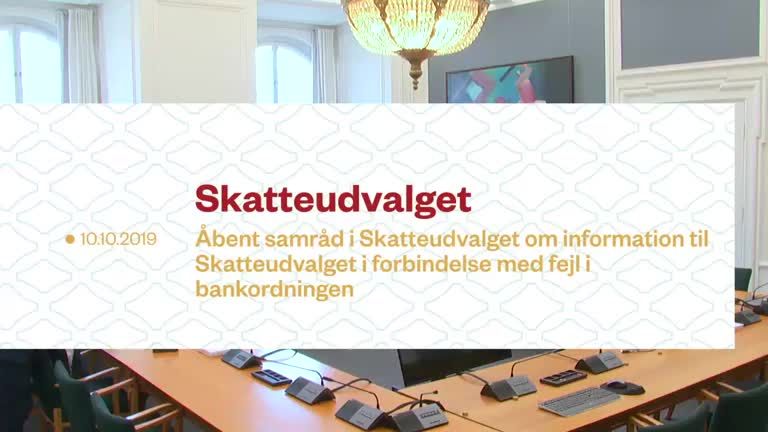 Skatteudvalget
10.10.2019
Åbent samråd i Skatteudvalget om information til
Skatteudvalget i forbindelse med fejl i
bankordningen